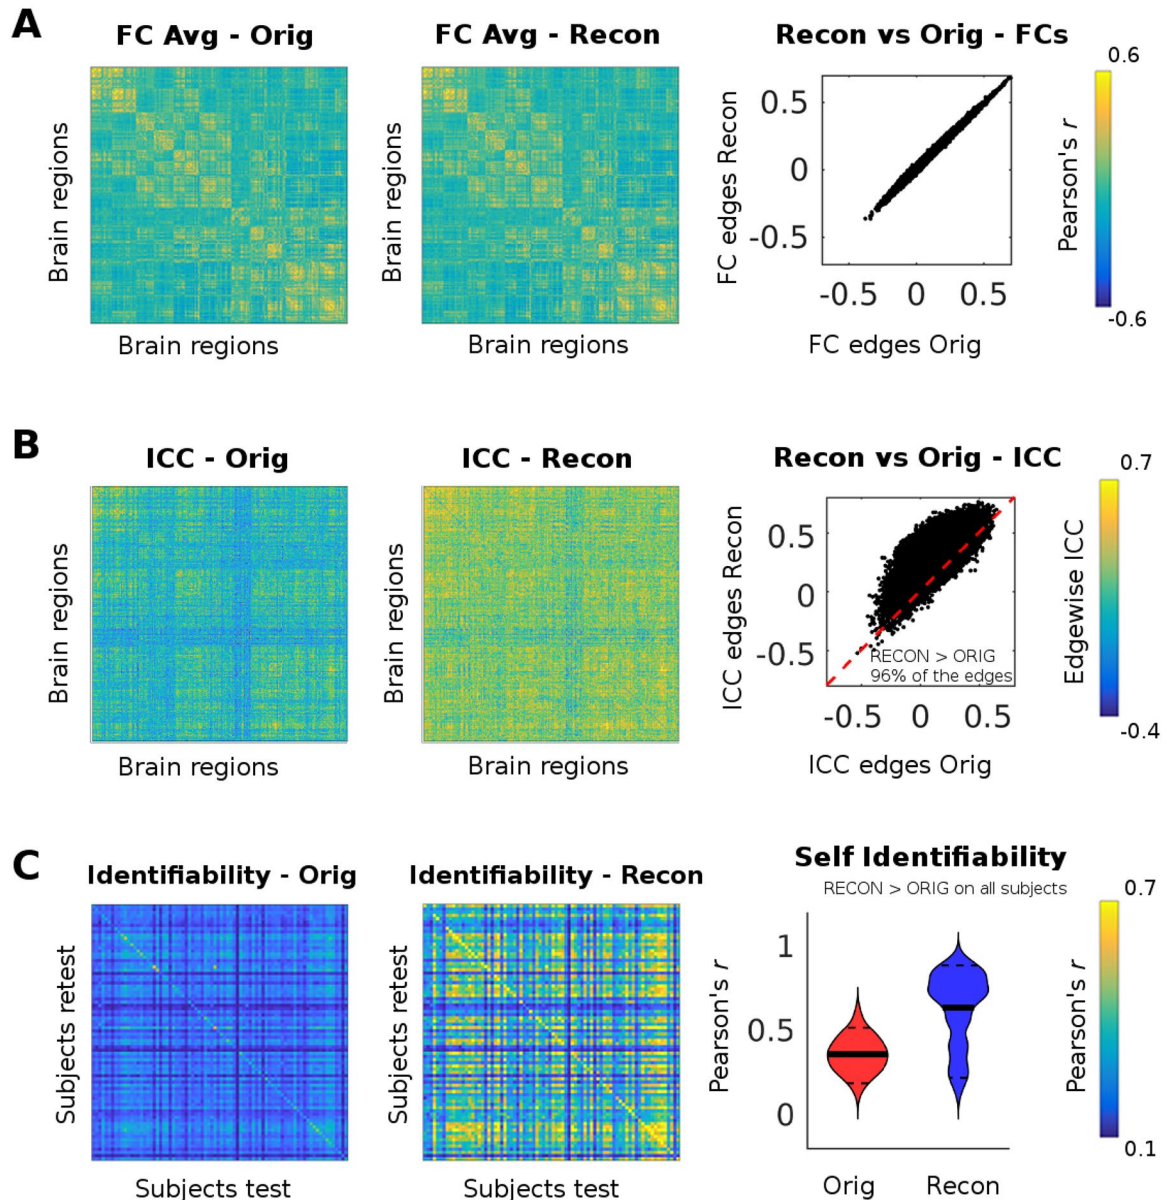 A
FC Avg - Orig
FC Avg - Recon
Recon vs Orig - FCs
0.6
Brain regions
Brain regions
FC edges Recon
0.5
0
-0.5
Pearson's r
-0.5 0 0.5
-0.6
Brain regions
Brain regions
FC edges Orig
B
ICC - Orig
ICC - Recon
Recon vs Orig - ICC
0.7
Brain regions
Brain regions
ICC edges Recon
0.5
0
-0.5
RECON > ORIG
96% of the edges
Edgewise ICC
-0.5 0 0.5
-0.4
Brain regions
Brain regions
ICC edges Orig
C
Identifiability - Orig
Identifiability - Recon
Self Identifiability
RECON > ORIG on all subjects
0.7
Subjects retest
Subjects retest
Pearson's r
1
0.5
0
Pearson's r
0.1
Subjects test
Subjects test
Orig
Recon